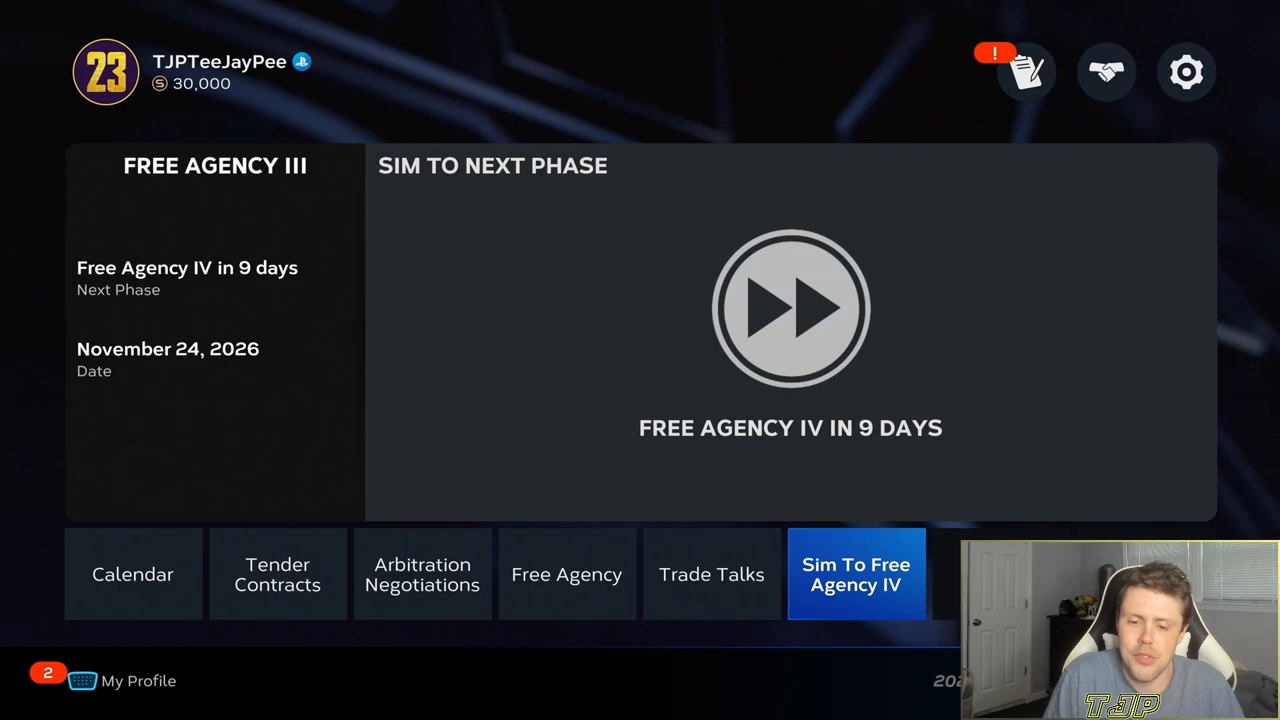 23
TJPTeeJayPee
S 30,000
!
FREE AGENCY III
Free Agency IV in 9 days
Next Phase
November 24, 2026
Date
SIM TO NEXT PHASE
FREE AGENCY IV IN 9 DAYS
Calendar
Tender
Contracts
Arbitration
Negotiations
Free Agency
Trade Talks
Sim To Free
Agency IV
2
My Profile
TJP